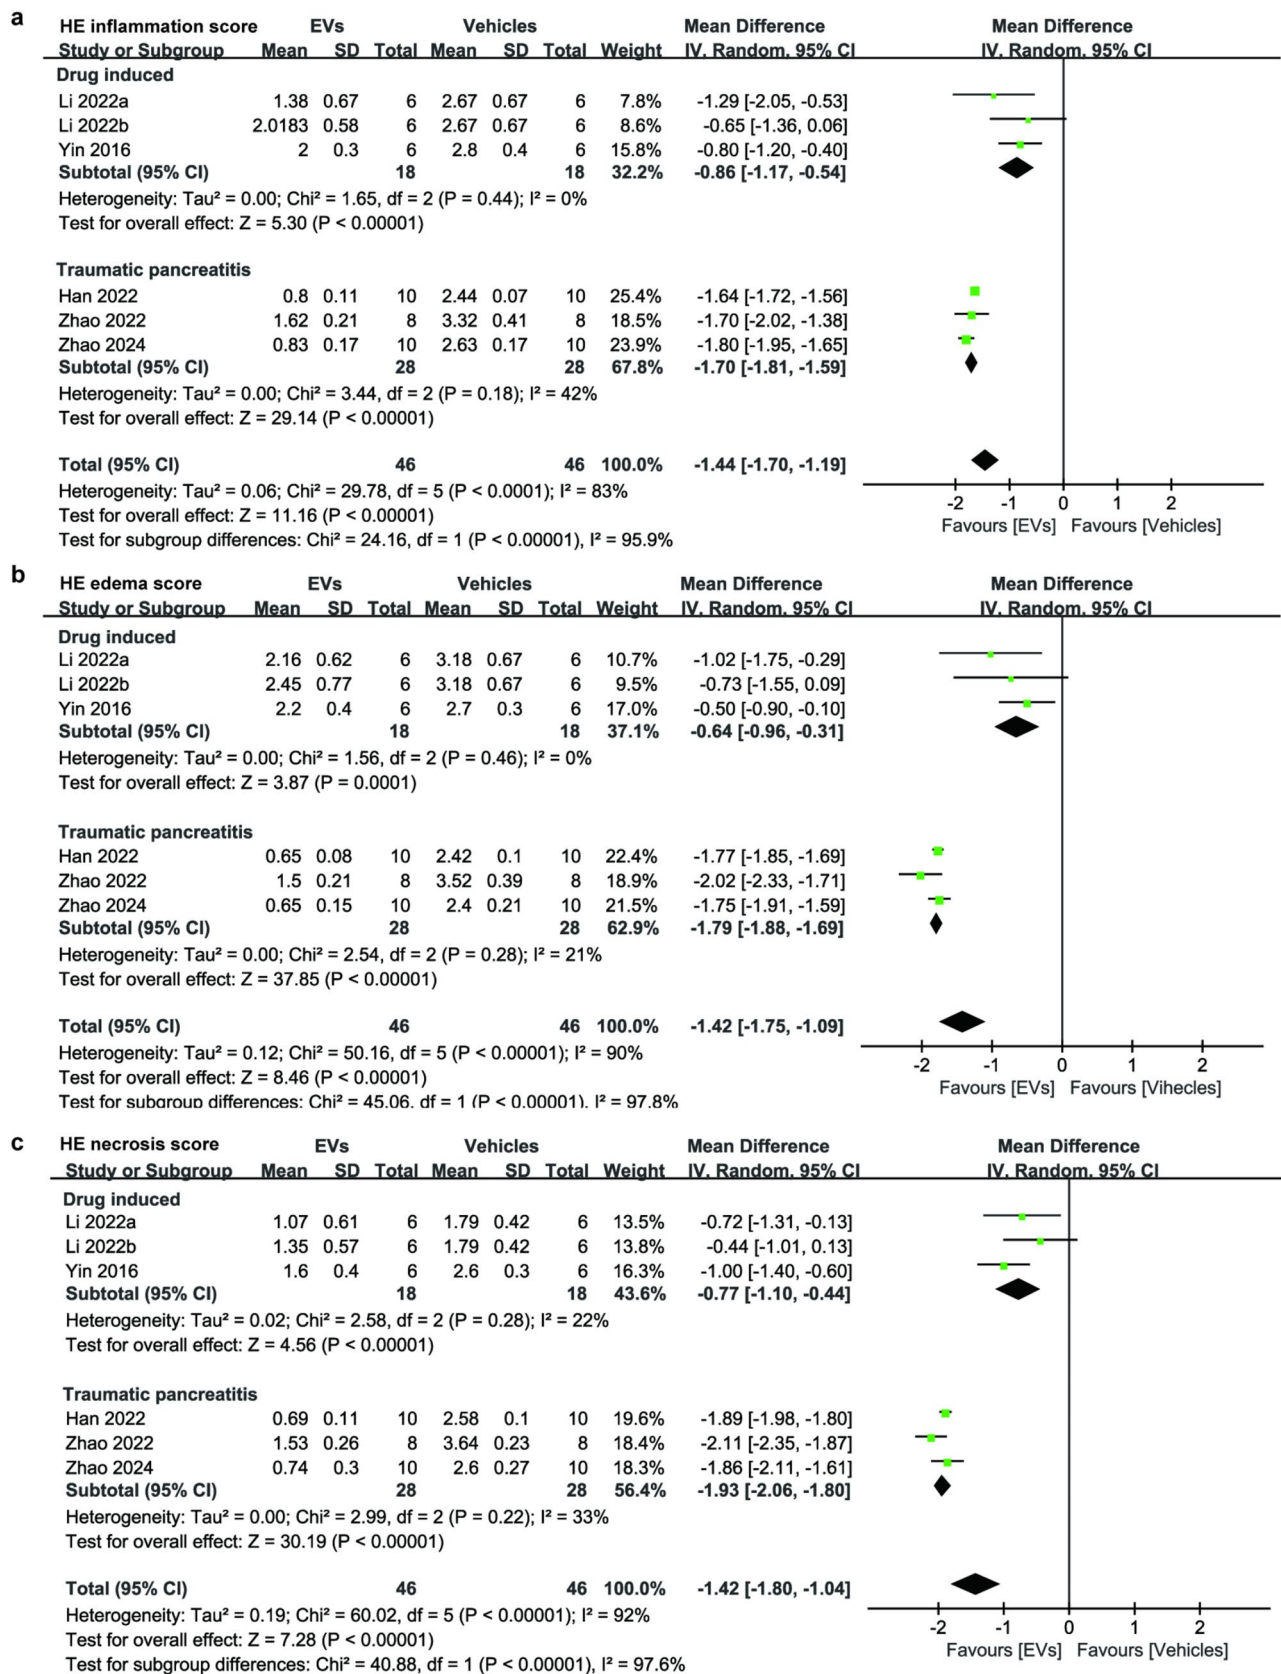 a
HE inflammation score EVs Vehicles Mean Difference Mean Difference
Study or Subgroup Mean SD Total Mean SD Total Weight IV. Random. 95% CI IV. Random. 95% CI
Drug induced
Li 2022a 1.38 0.67 6 2.67 0.67 6 7.8% -1.29 [-2.05, -0.53]
Li 2022b 2.0183 0.58 6 2.67 0.67 6 8.6% -0.65 [-1.36, 0.06]
Yin 2016 2 0.3 6 2.8 0.4 6 15.8% -0.80 [-1.20, -0.40]
Subtotal (95% CI) 18 18 32.2% -0.86 [-1.17, -0.54]
Heterogeneity: Tau² = 0.00; Chi² = 1.65, df = 2 (P = 0.44); I² = 0%
Test for overall effect: Z = 5.30 (P < 0.00001)
Traumatic pancreatitis
Han 2022 0.8 0.11 10 2.44 0.07 10 25.4% -1.64 [-1.72, -1.56]
Zhao 2022 1.62 0.21 8 3.32 0.41 8 18.5% -1.70 [-2.02, -1.38]
Zhao 2024 0.83 0.17 10 2.63 0.17 10 23.9% -1.80 [-1.95, -1.65]
Subtotal (95% CI) 28 28 67.8% -1.70 [-1.81, -1.59]
Heterogeneity: Tau² = 0.00; Chi² = 3.44, df = 2 (P = 0.18); I² = 42%
Test for overall effect: Z = 29.14 (P < 0.00001)
Total (95% CI) 46 46 100.0% -1.44 [-1.70, -1.19]
Heterogeneity: Tau² = 0.06; Chi² = 29.78, df = 5 (P < 0.0001); I² = 83%
Test for overall effect: Z = 11.16 (P < 0.00001)
Test for subgroup differences: Chi² = 24.16, df = 1 (P < 0.00001), I² = 95.9%
-2 -1 0 1 2
Favours [EVs] Favours [Vehicles]
b
HE edema score EVs Vehicles Mean Difference Mean Difference
Study or Subgroup Mean SD Total Mean SD Total Weight IV. Random. 95% CI IV. Random. 95% CI
Drug induced
Li 2022a 2.16 0.62 6 3.18 0.67 6 10.7% -1.02 [-1.75, -0.29]
Li 2022b 2.45 0.77 6 3.18 0.67 6 9.5% -0.73 [-1.55, 0.09]
Yin 2016 2.2 0.4 6 2.7 0.3 6 17.0% -0.50 [-0.90, -0.10]
Subtotal (95% CI) 18 18 37.1% -0.64 [-0.96, -0.31]
Heterogeneity: Tau² = 0.00; Chi² = 1.56, df = 2 (P = 0.46); I² = 0%
Test for overall effect: Z = 3.87 (P = 0.0001)
Traumatic pancreatitis
Han 2022 0.65 0.08 10 2.42 0.1 10 22.4% -1.77 [-1.85, -1.69]
Zhao 2022 1.5 0.21 8 3.52 0.39 8 18.9% -2.02 [-2.33, -1.71]
Zhao 2024 0.65 0.15 10 2.4 0.21 10 21.5% -1.75 [-1.91, -1.59]
Subtotal (95% CI) 28 28 62.9% -1.79 [-1.88, -1.69]
Heterogeneity: Tau² = 0.00; Chi² = 2.54, df = 2 (P = 0.28); I² = 21%
Test for overall effect: Z = 37.85 (P < 0.00001)
Total (95% CI) 46 46 100.0% -1.42 [-1.75, -1.09]
Heterogeneity: Tau² = 0.12; Chi² = 50.16, df = 5 (P < 0.00001); I² = 90%
Test for overall effect: Z = 8.46 (P < 0.00001)
Test for subgroup differences: Chi² = 45.06, df = 1 (P < 0.00001), I² = 97.8%
-2 -1 0 1 2
Favours [EVs] Favours [Vihecles]
c
HE necrosis score EVs Vehicles Mean Difference Mean Difference
Study or Subgroup Mean SD Total Mean SD Total Weight IV. Random. 95% CI IV. Random. 95% CI
Drug induced
Li 2022a 1.07 0.61 6 1.79 0.42 6 13.5% -0.72 [-1.31, -0.13]
Li 2022b 1.35 0.57 6 1.79 0.42 6 13.8% -0.44 [-1.01, 0.13]
Yin 2016 1.6 0.4 6 2.6 0.3 6 16.3% -1.00 [-1.40, -0.60]
Subtotal (95% CI) 18 18 43.6% -0.77 [-1.10, -0.44]
Heterogeneity: Tau² = 0.02; Chi² = 2.58, df = 2 (P = 0.28); I² = 22%
Test for overall effect: Z = 4.56 (P < 0.00001)
Traumatic pancreatitis
Han 2022 0.69 0.11 10 2.58 0.1 10 19.6% -1.89 [-1.98, -1.80]
Zhao 2022 1.53 0.26 8 3.64 0.23 8 18.4% -2.11 [-2.35, -1.87]
Zhao 2024 0.74 0.3 10 2.6 0.27 10 18.3% -1.86 [-2.11, -1.61]
Subtotal (95% CI) 28 28 56.4% -1.93 [-2.06, -1.80]
Heterogeneity: Tau² = 0.00; Chi² = 2.99, df = 2 (P = 0.22); I² = 33%
Test for overall effect: Z = 30.19 (P < 0.00001)
Total (95% CI) 46 46 100.0% -1.42 [-1.80, -1.04]
Heterogeneity: Tau² = 0.19; Chi² = 60.02, df = 5 (P < 0.00001); I² = 92%
Test for overall effect: Z = 7.28 (P < 0.00001)
Test for subgroup differences: Chi² = 40.88, df = 1 (P < 0.00001), I² = 97.6%
-2 -1 0 1 2
Favours [EVs] Favours [Vehicles]